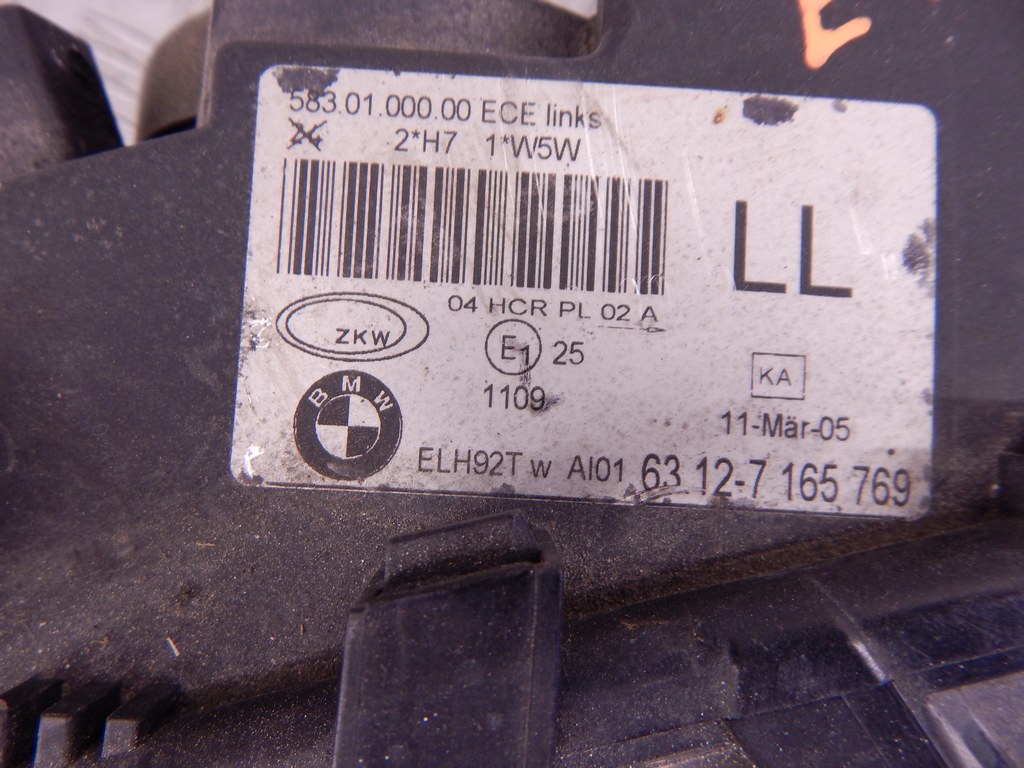 583.01.000.00 ECE links
2*H7 1*W5W
LL
04 HCR PL 02 A
ZKW
E1 25
1109
KA
11-Mär-05
BMW
ELH92T w AI01 63 12-7 165 769